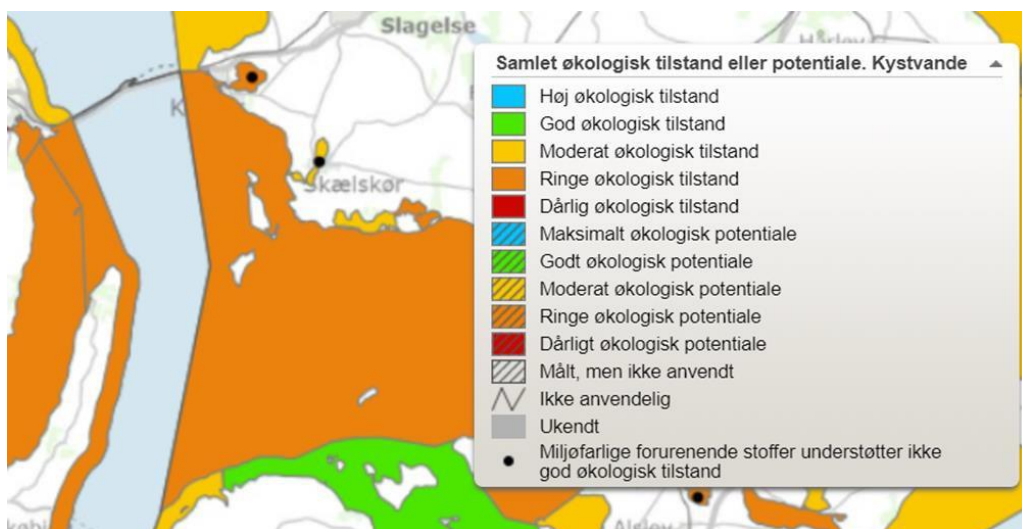 Slagelse
Skælskør
Samlet økologisk tilstand eller potentiale. Kystvande
Høj økologisk tilstand
God økologisk tilstand
Moderat økologisk tilstand
Ringe økologisk tilstand
Dårlig økologisk tilstand
Maksimalt økologisk potentiale
Godt økologisk potentiale
Moderat økologisk potentiale
Ringe økologisk potentiale
Dårligt økologisk potentiale
Målt, men ikke anvendt
Ikke anvendelig
Ukendt
Miljøfarlige forurenende stoffer understøtter ikke
god økologisk tilstand